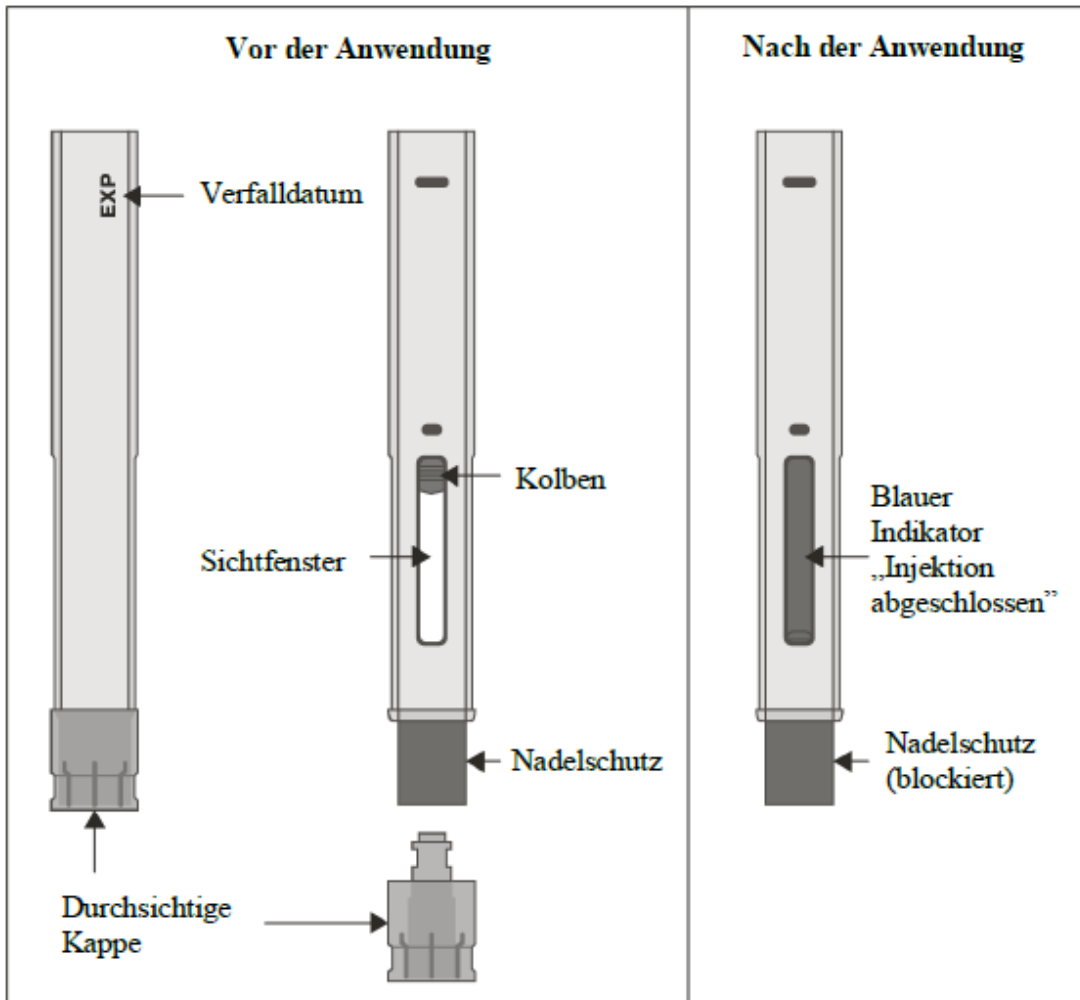 Vor der Anwendung
Nach der Anwendung
EXP
Verfalldatum
Kolben
Sichtfenster
Blauer
Indikator
„Injektion
abgeschlossen”
Nadelschutz
Nadelschutz
(blockiert)
Durchsichtige
Kappe